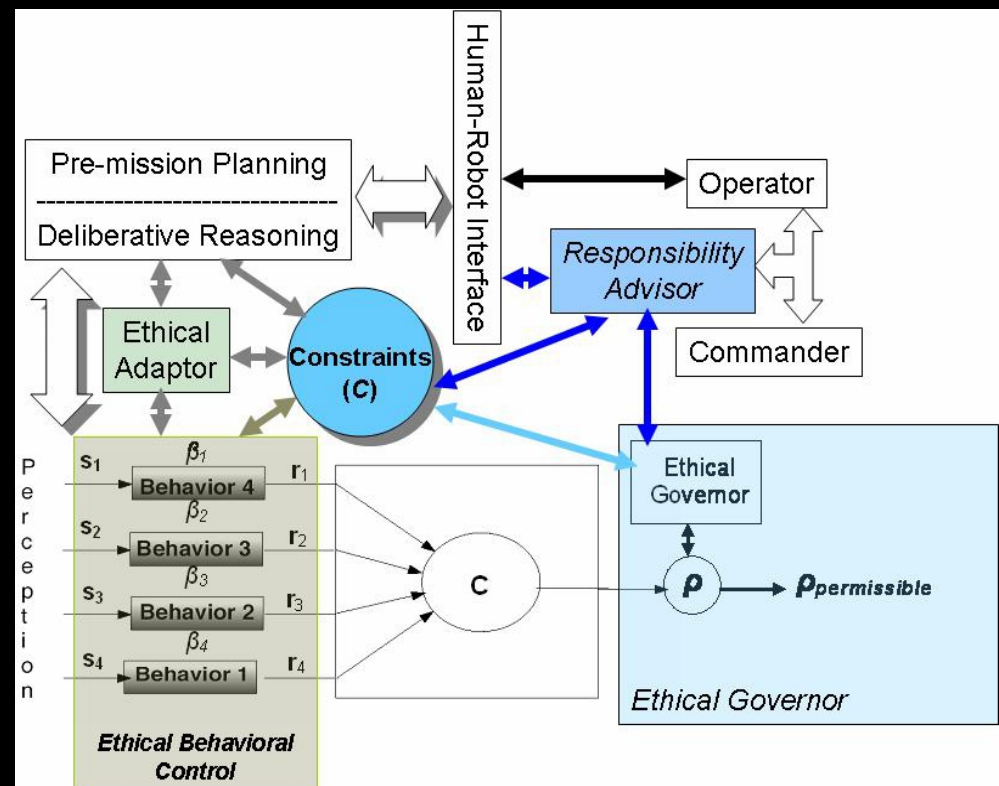 Human-Robot Interface
Pre-mission Planning
Deliberative Reasoning
Operator
Responsibility
Advisor
Commander
Ethical
Adaptor
Constraints
(C)
Perception
s1
β1
Behavior 4
r1
s2
β2
Behavior 3
r2
s3
β3
Behavior 2
r3
s4
β4
Behavior 1
r4
Ethical Behavioral
Control
C
Ethical
Governor
ρ
ρpermissible
Ethical Governor